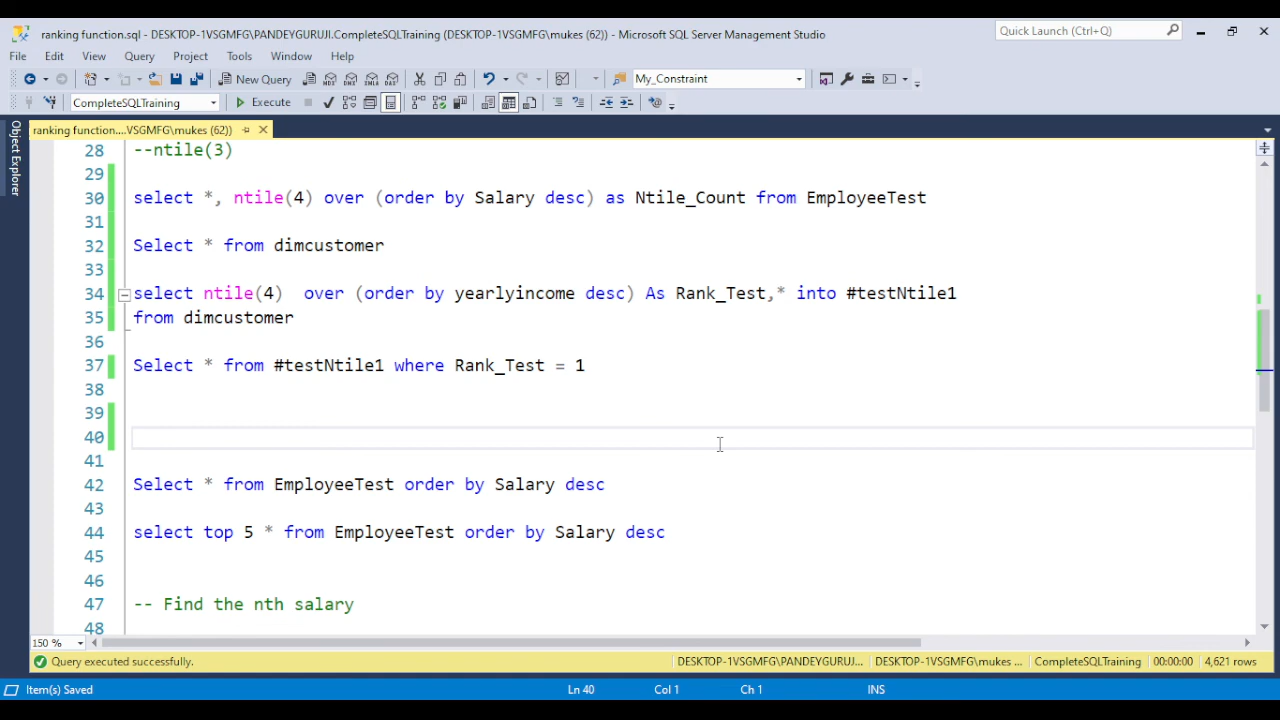 ranking function.sql - DESKTOP-1VSGMFG\PANDEYGURUJI.CompleteSQLTraining (DESKTOP-1VSGMFG\mukes (62)) - Microsoft SQL Server Management Studio
Quick Launch (Ctrl+Q)
File Edit View Query Project Tools Window Help
New Query
My_Constraint
CompleteSQLTraining
Execute
Object Explorer
ranking function....VSGMFG\mukes (62))
28 --ntile(3)
29
30 select *, ntile(4) over (order by Salary desc) as Ntile_Count from EmployeeTest
31
32 Select * from dimcustomer
33
34 select ntile(4)  over (order by yearlyincome desc) As Rank_Test,* into #testNtile1
35 from dimcustomer
36
37 Select * from #testNtile1 where Rank_Test = 1
38
39
40
41
42 Select * from EmployeeTest order by Salary desc
43
44 select top 5 * from EmployeeTest order by Salary desc
45
46
47 -- Find the nth salary
48
150 %
Query executed successfully.
DESKTOP-1VSGMFG\PANDEYGURUJ... DESKTOP-1VSGMFG\mukes ... CompleteSQLTraining 00:00:00 4,621 rows
Item(s) Saved
Ln 40 Col 1 Ch 1 INS